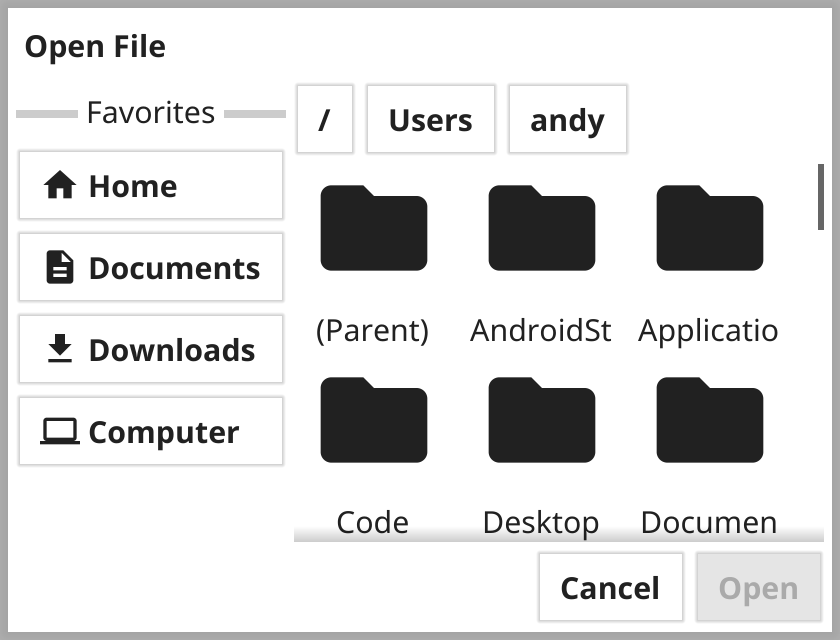 Open File
Favorites
Home
Documents
Downloads
Computer
/ Users andy
(Parent) AndroidSt Applicatio
Code Desktop Documen
Cancel Open